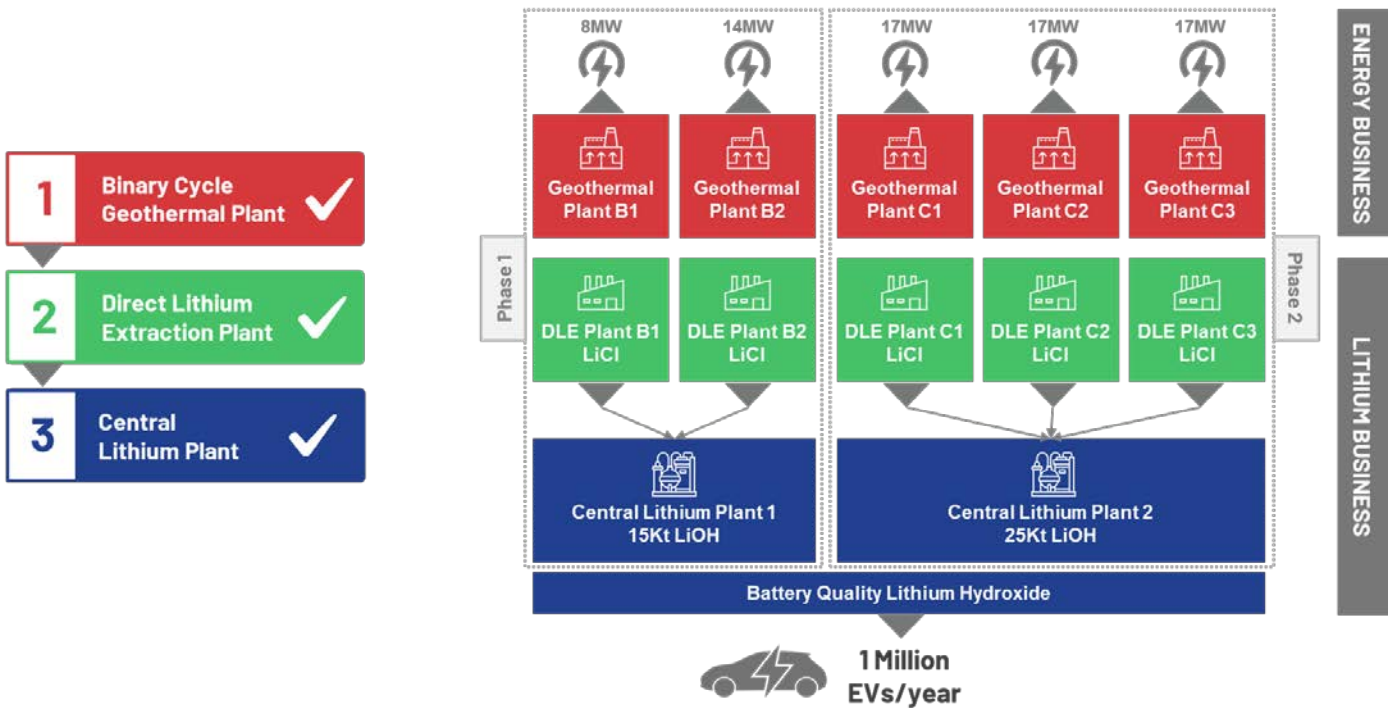 1
Binary Cycle
Geothermal Plant
2
Direct Lithium
Extraction Plant
3
Central
Lithium Plant
8MW
14MW
17MW
17MW
17MW
Geothermal
Plant B1
Geothermal
Plant B2
Geothermal
Plant C1
Geothermal
Plant C2
Geothermal
Plant C3
ENERGY BUSINESS
Phase 1
Phase 2
DLE Plant B1
LiCl
DLE Plant B2
LiCl
DLE Plant C1
LiCl
DLE Plant C2
LiCl
DLE Plant C3
LiCl
LITHIUM BUSINESS
Central Lithium Plant 1
15Kt LiOH
Central Lithium Plant 2
25Kt LiOH
Battery Quality Lithium Hydroxide
1 Million
EVs/year